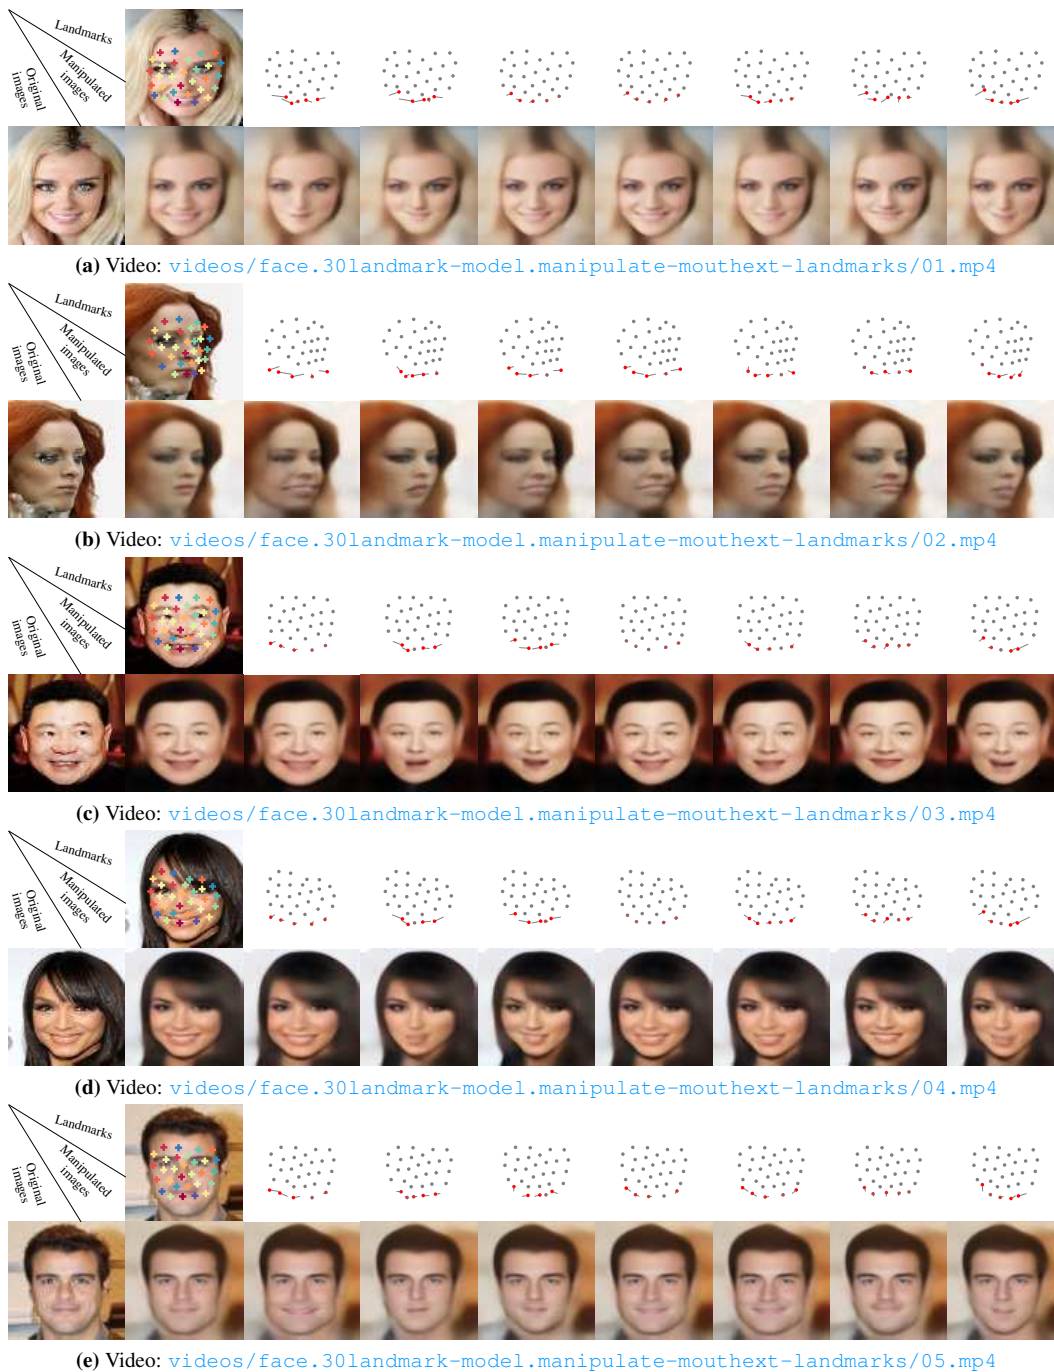 Landmarks
Manipulated
images
Original
images
(a) Video: videos/face.30landmark-model.manipulate-mouthext-landmarks/01.mp4
Landmarks
Manipulated
images
Original
images
(b) Video: videos/face.30landmark-model.manipulate-mouthext-landmarks/02.mp4
Landmarks
Manipulated
images
Original
images
(c) Video: videos/face.30landmark-model.manipulate-mouthext-landmarks/03.mp4
Landmarks
Manipulated
images
Original
images
(d) Video: videos/face.30landmark-model.manipulate-mouthext-landmarks/04.mp4
Landmarks
Manipulated
images
Original
images
(e) Video: videos/face.30landmark-model.manipulate-mouthext-landmarks/05.mp4